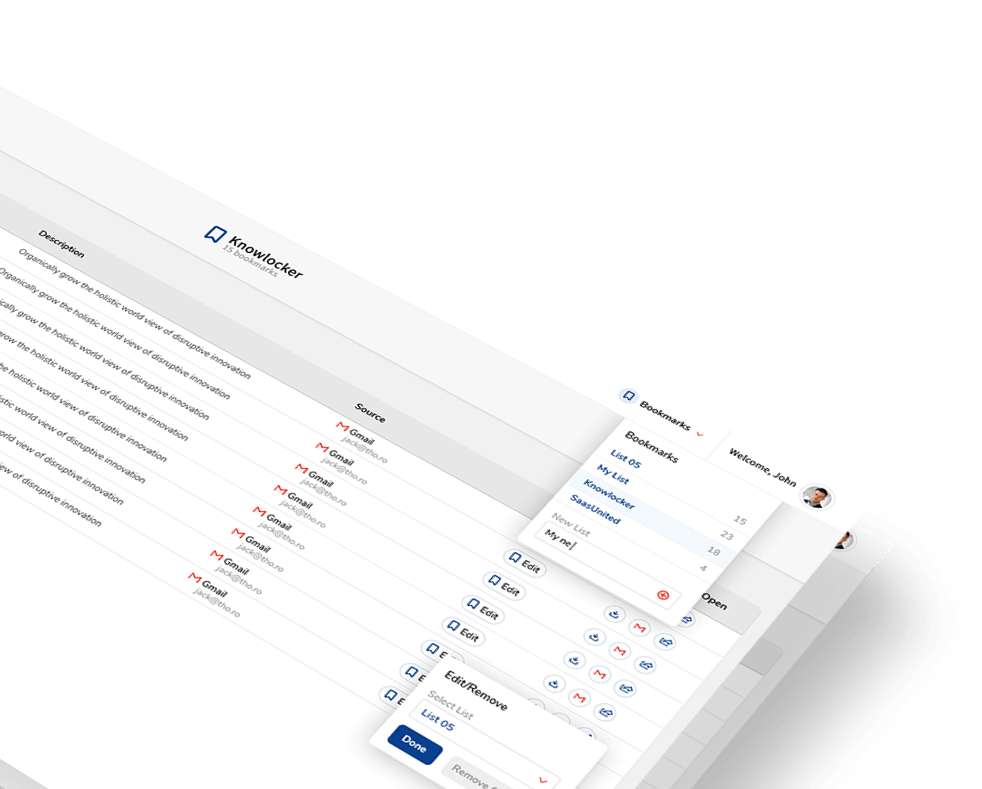 Knowlocker
15 bookmarks
Description
Organically grow the holistic world view of disruptive innovation
Organically grow the holistic world view of disruptive innovation
grow the holistic world view of disruptive innovation
grow the holistic world view of disruptive innovation
the holistic world view of disruptive innovation
world view of disruptive innovation
world view of disruptive innovation
view of disruptive innovation
Source
Gmail
jack@tho.ro
Gmail
jack@tho.ro
Gmail
jack@tho.ro
Gmail
jack@tho.ro
Gmail
jack@tho.ro
Gmail
jack@tho.ro
Gmail
jack@tho.ro
Gmail
jack@tho.ro
Bookmarks
Welcome, John
Bookmarks
List 05 15
My List 23
Knowlocker 18
SaasUnited 4
New List
My ne
Open
Edit
Edit
Edit
Edit
Edit/Remove
Select List
List 05
Done
Remove